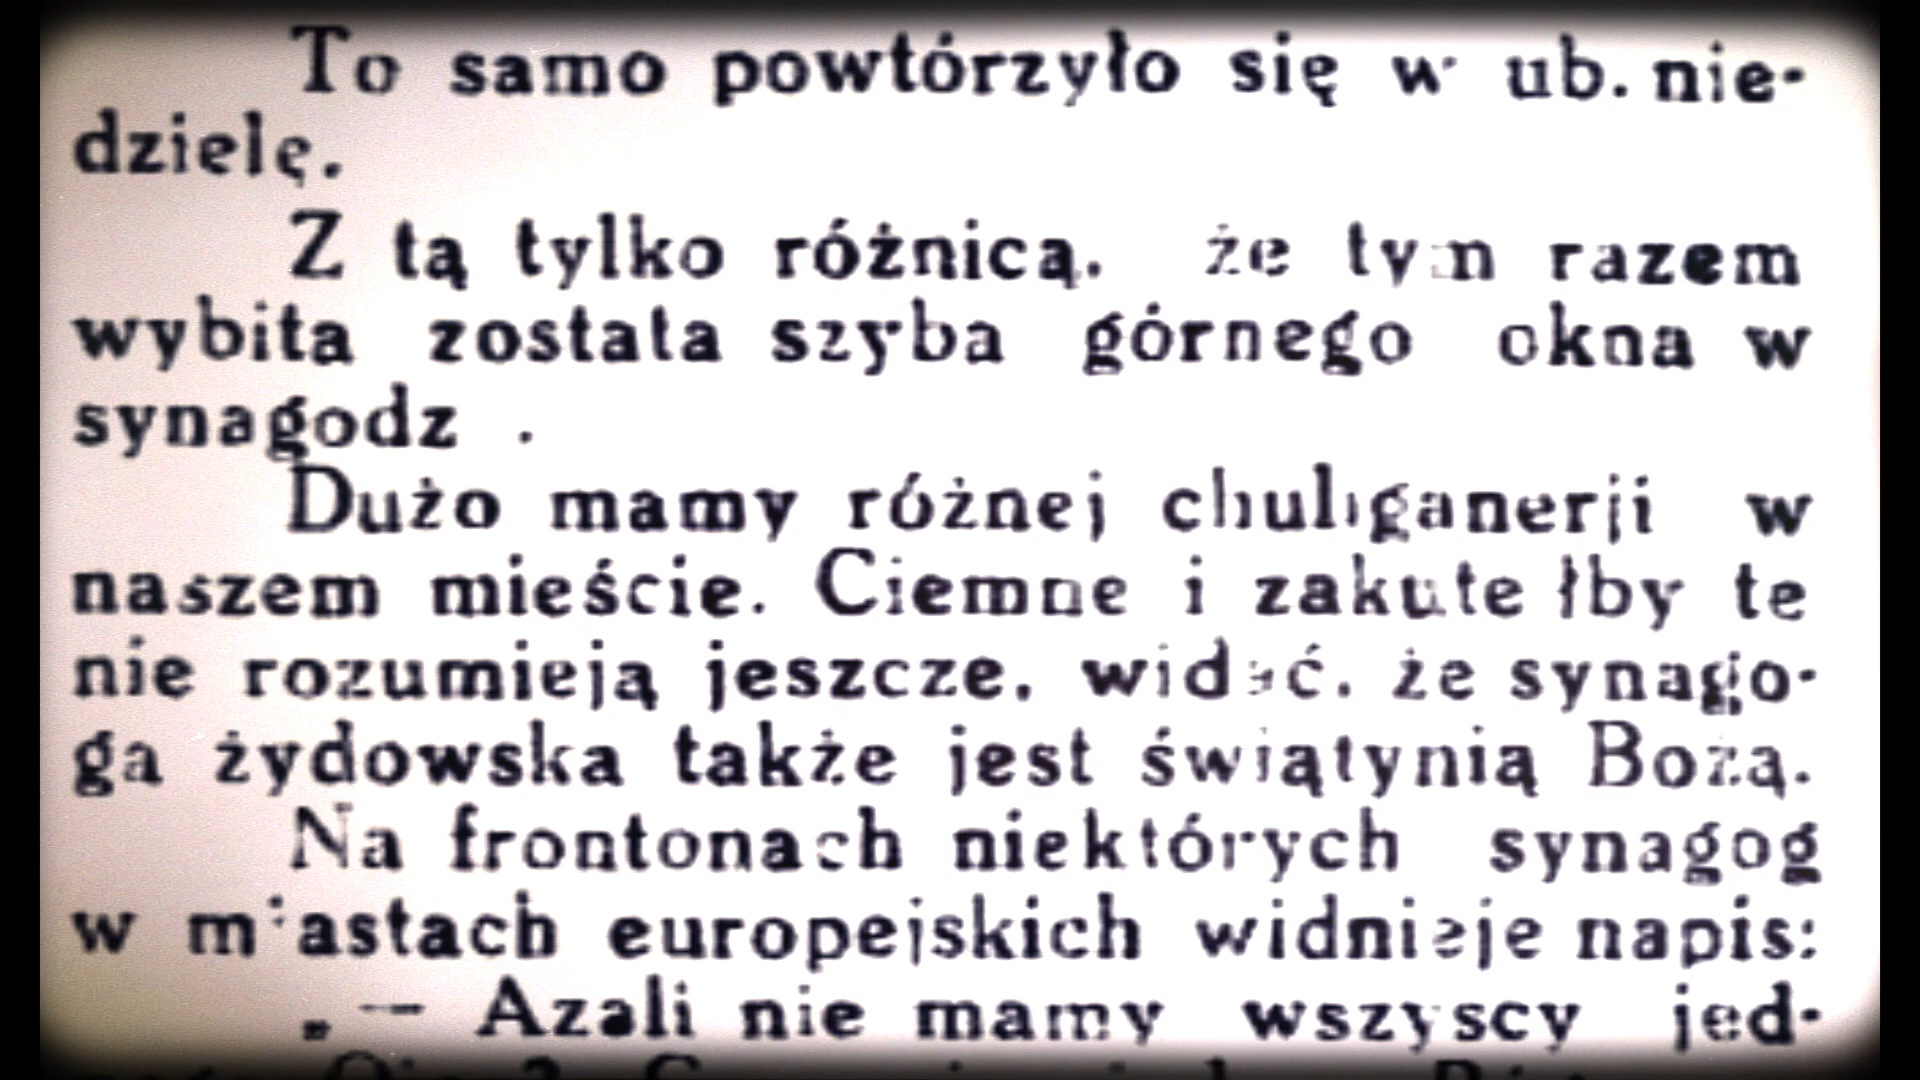 To samo powtórzyło się w ub. nie-
dzielę.
Z tą tylko różnicą, że tym razem
wybita została szyba górnego okna w
synagodz .
Dużo mamy różnej chuliganerji w
naszem mieście. Ciemne i zakute łby te
nie rozumieją jeszcze, widać, że synago-
ga żydowska także jest świątynią Bożą.
Na frontonach niektórych synagog
w miastach europejskich widnieje napis:
„— Azali nie mamy wszyscy jed-